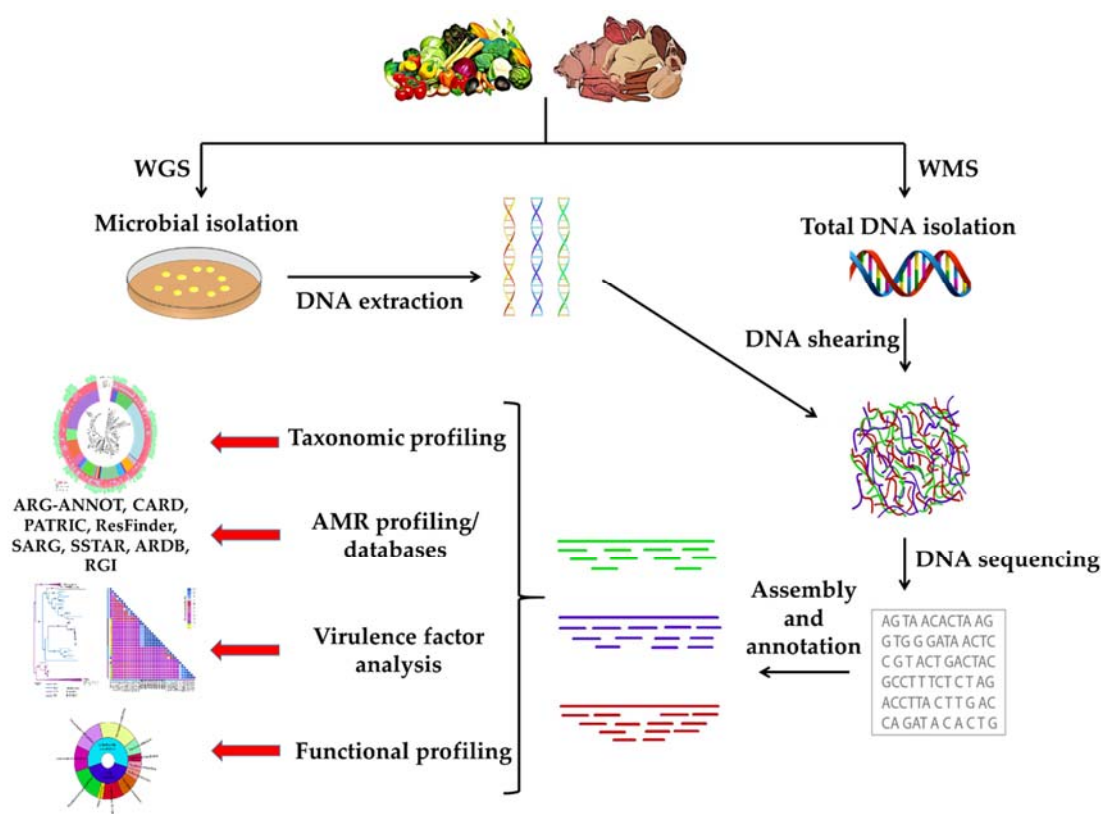 WGS
WMS
Microbial isolation
Total DNA isolation
DNA extraction
DNA shearing
Taxonomic profiling
ARG-ANNOT, CARD,
PATRIC, ResFinder,
SARG, SSTAR, ARDB,
RGI
AMR profiling/
databases
DNA sequencing
Assembly
and
annotation
AGTA ACACTA AG
GTG G GATA ACTC
C GT ACT GACTAC
GCCT T TCT C T AG
ACCTTA C T T G AC
CA GAT A C A C T G
Virulence factor
analysis
Functional profiling